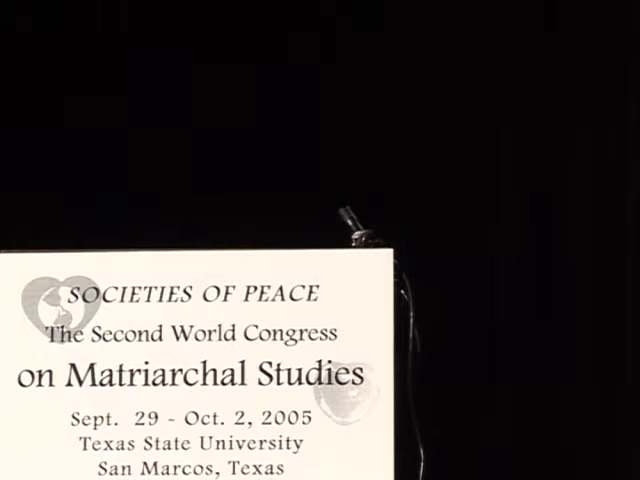 SOCIETIES OF PEACE
The Second World Congress
on Matriarchal Studies
Sept. 29 - Oct. 2, 2005
Texas State University
San Marcos, Texas